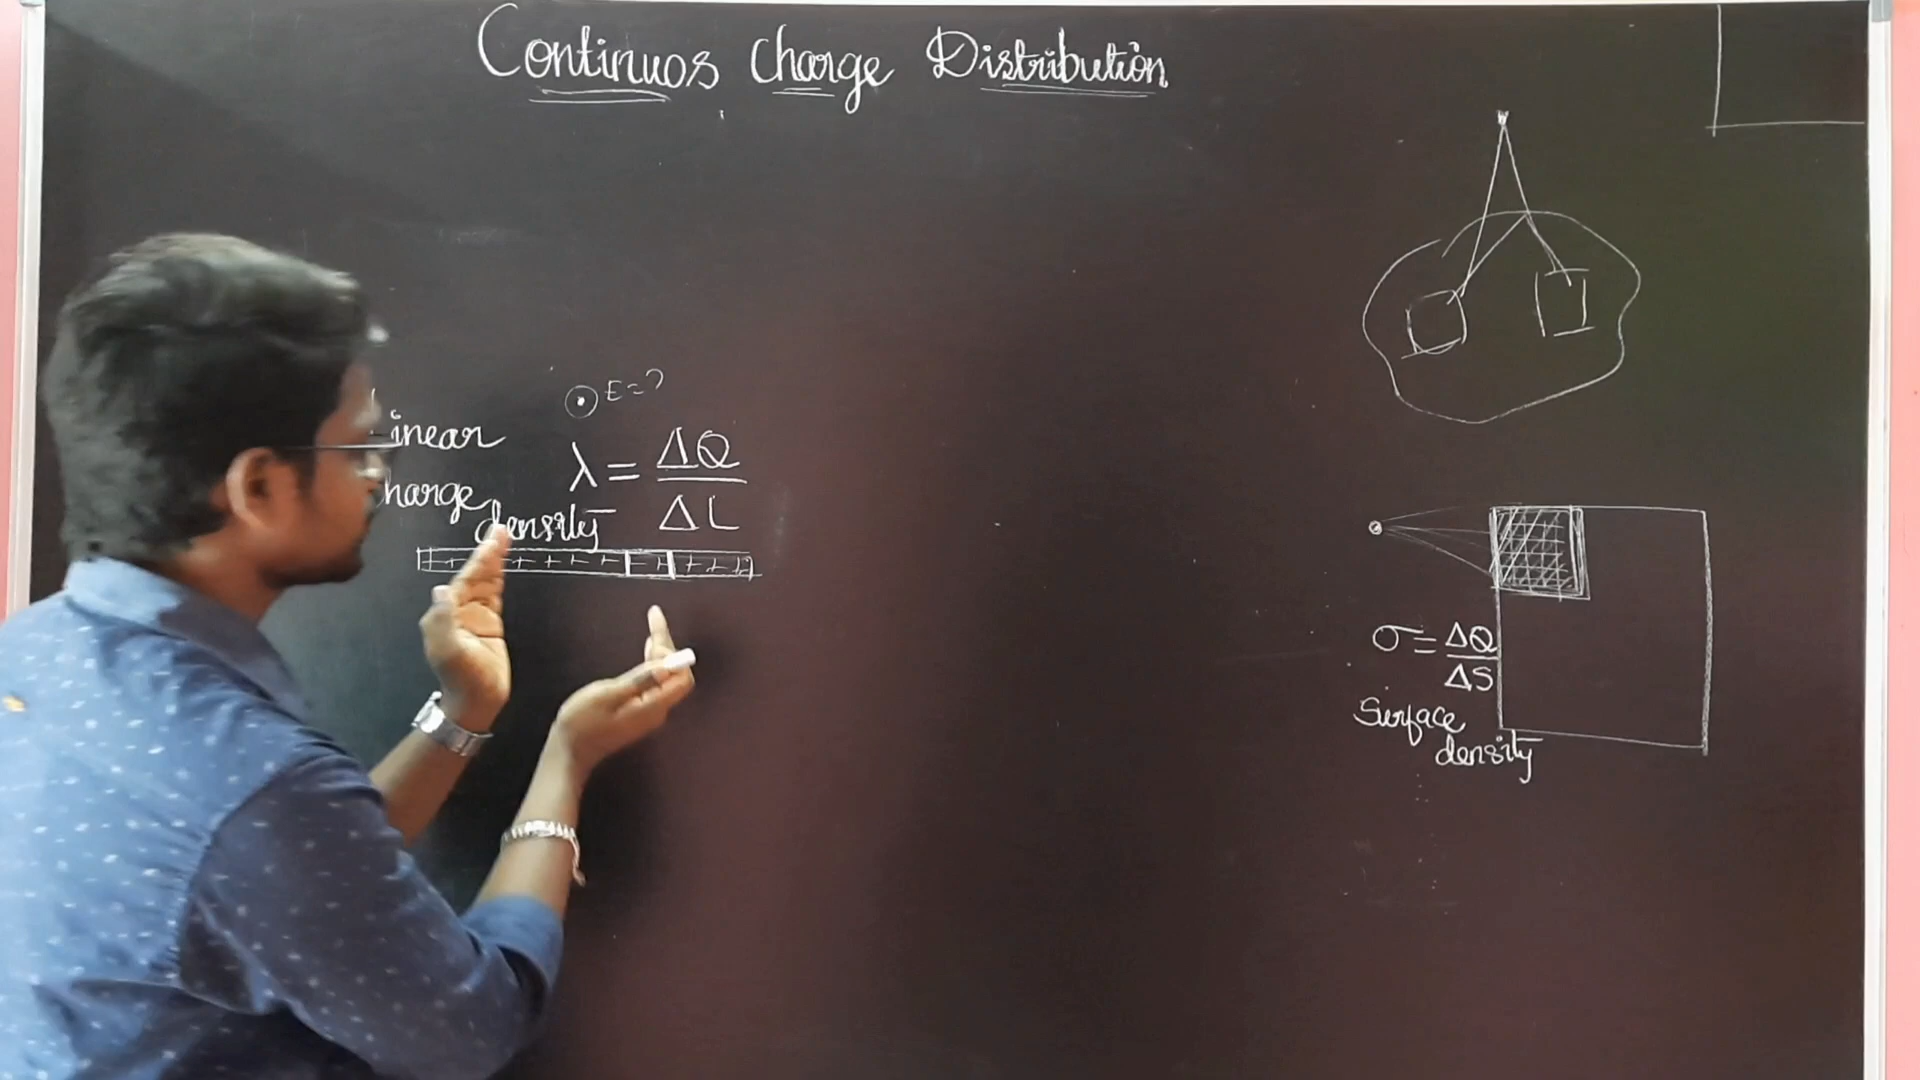 Continuos Charge Distribution
E = ?
inear
harge
density
λ = ΔQ
ΔL
+ + + + + + + + + + +
σ = ΔQ
ΔS
Surface
density